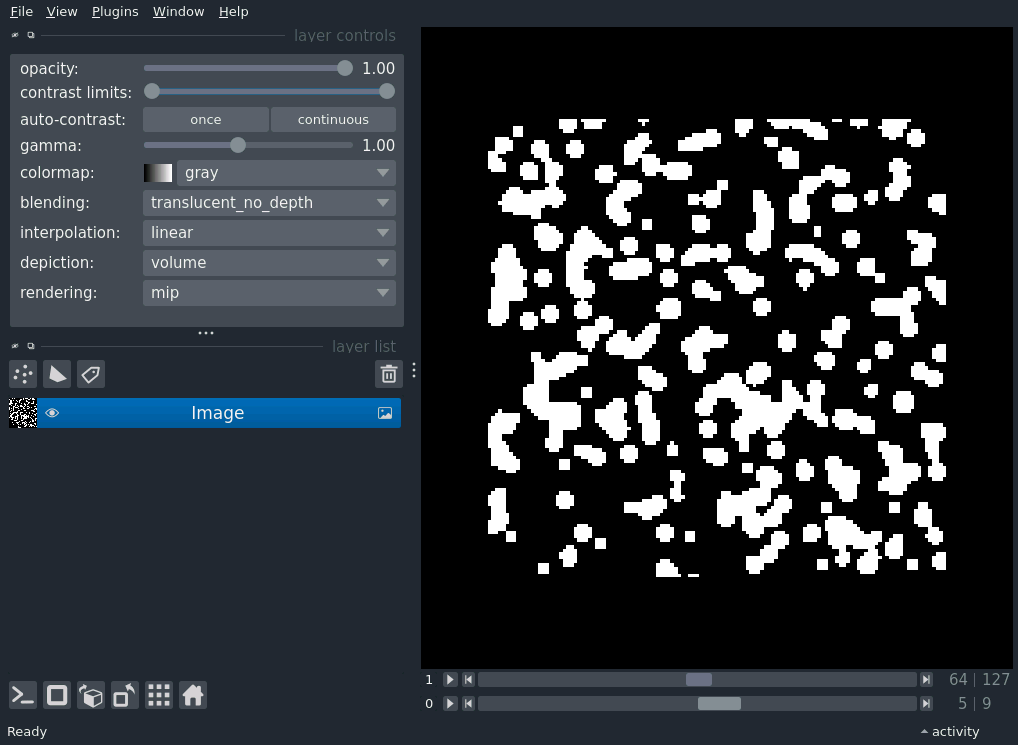 File View Plugins Window Help
layer controls
opacity: 1.00
contrast limits:
auto-contrast: once continuous
gamma: 1.00
colormap: gray
blending: translucent_no_depth
interpolation: linear
depiction: volume
rendering: mip
layer list
Image
1 64 | 127
0 5 | 9
Ready activity